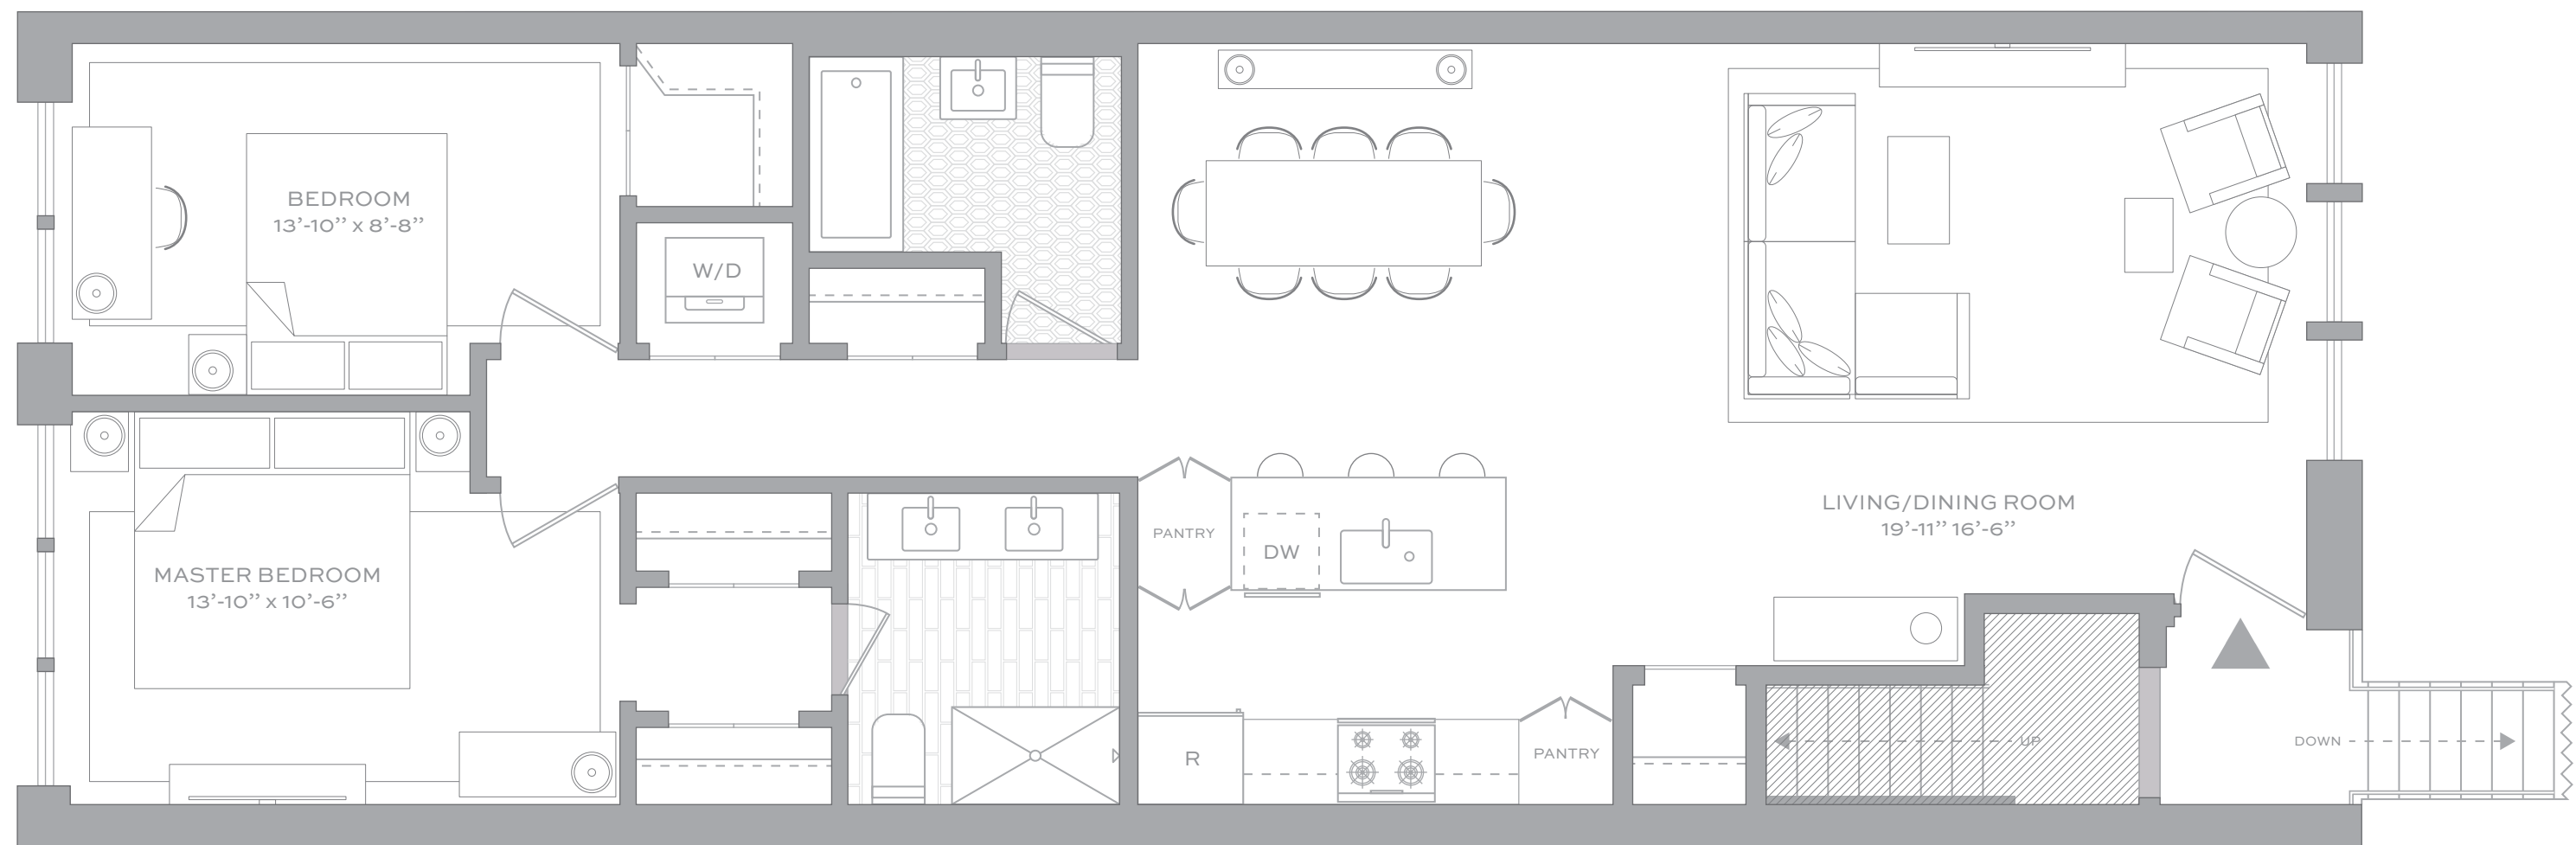 BEDROOM
13’-10’’ x 8’-8’’
W/D
MASTER BEDROOM
13’-10’’ x 10’-6’’
PANTRY
DW
LIVING/DINING ROOM
19’-11’’ 16’-6’’
R
PANTRY
UP
DOWN